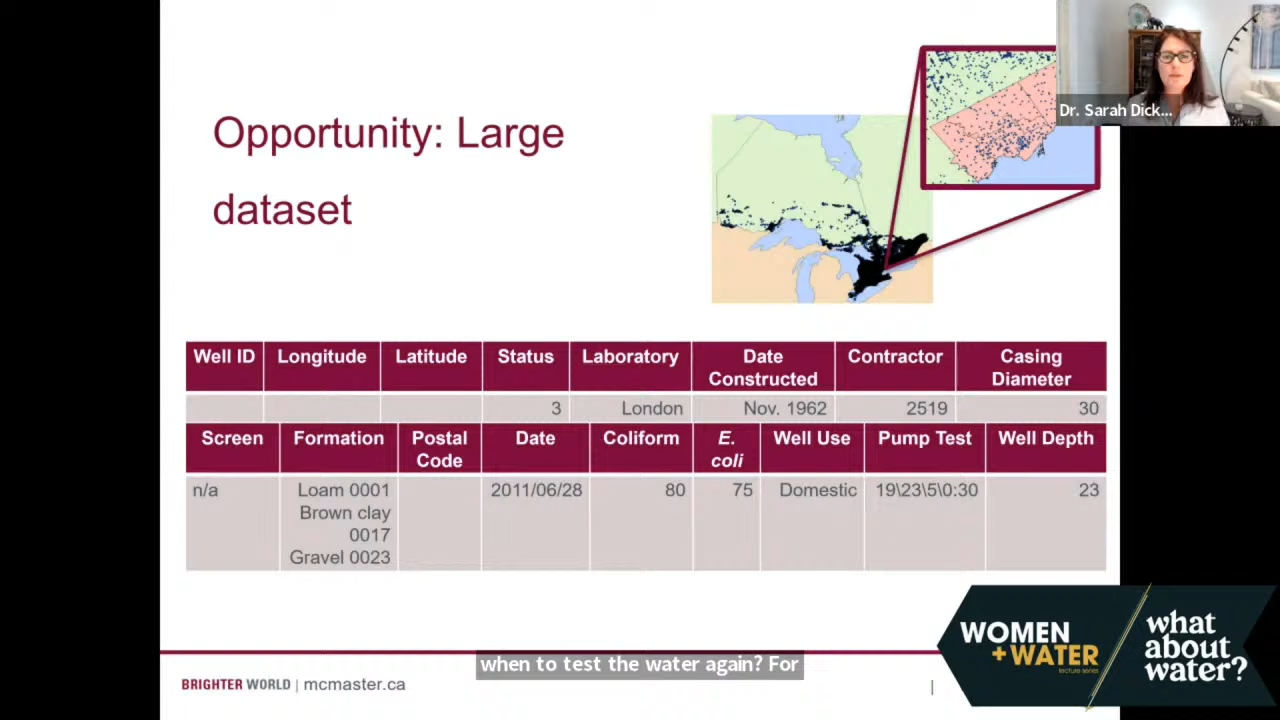 Dr. Sarah Dick...
Opportunity: Large
dataset
Well ID Longitude Latitude Status Laboratory Date Constructed Contractor Casing Diameter
3 London Nov. 1962 2519 30
Screen Formation Postal Code Date Coliform E. coli Well Use Pump Test Well Depth
n/a Loam 0001 2011/06/28 80 75 Domestic 19\23\5\0:30 23
Brown clay
0017
Gravel 0023
WOMEN
+WATER
lecture series
what
about
water?
when to test the water again? For
BRIGHTER WORLD | mcmaster.ca |